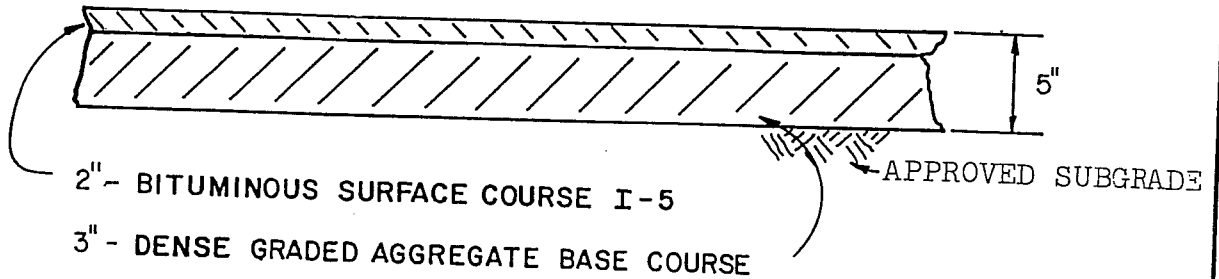 5"
APPROVED SUBGRADE
2"- BITUMINOUS SURFACE COURSE I-5
3"- DENSE GRADED AGGREGATE BASE COURSE